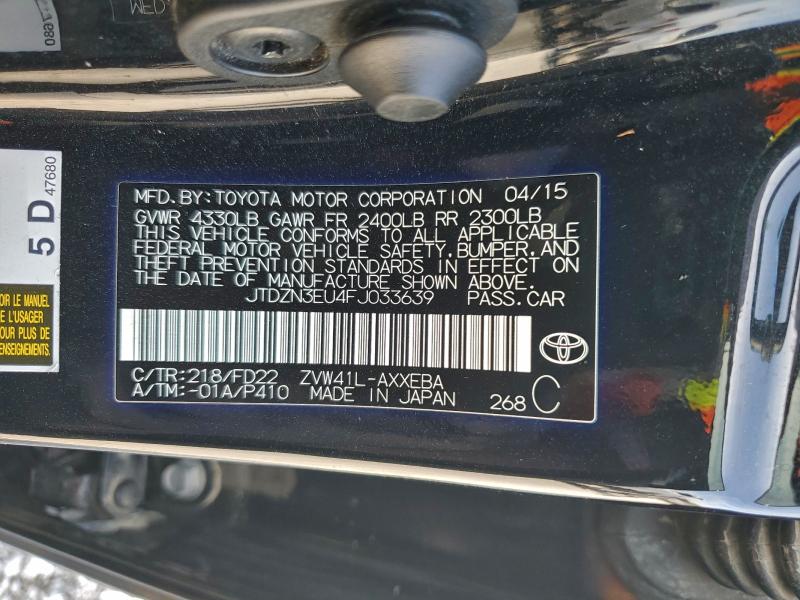 MFD.BY:TOYOTA MOTOR CORPORATION 04/15
GVWR 4330LB GAWR FR 2400LB RR 2300LB
THIS VEHICLE CONFORMS TO ALL APPLICABLE
FEDERAL MOTOR VEHICLE SAFETY,BUMPER,AND
THEFT PREVENTION STANDARDS IN EFFECT ON
THE DATE OF MANUFACTURE SHOWN ABOVE.
JTDZN3EU4FJ033639 PASS.CAR
C/TR:218/FD22 ZVW41L-AXXEBA
A/TM:-01A/P410 MADE IN JAPAN
268 C
5 D
47680
OIR LE MANUEL
E L'USAGER
OUR PLUS DE
ENSEIGNEMENTS.